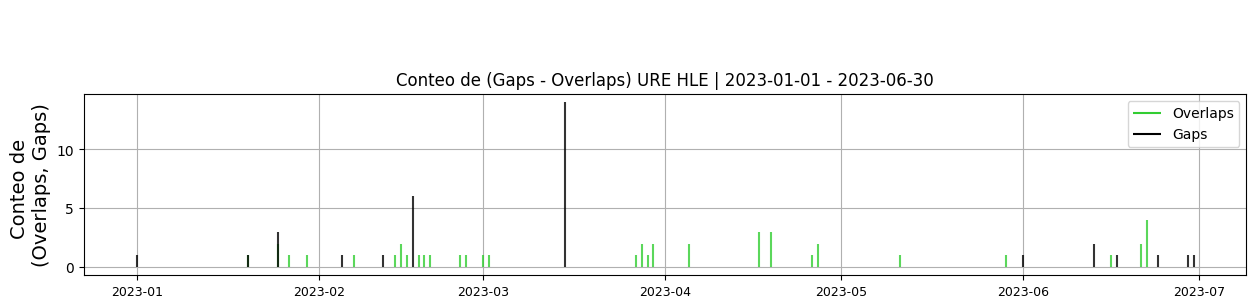 Conteo de (Gaps - Overlaps) URE HLE | 2023-01-01 - 2023-06-30
Conteo de
(Overlaps, Gaps)
10
5
0
Overlaps
Gaps
2023-01
2023-02
2023-03
2023-04
2023-05
2023-06
2023-07